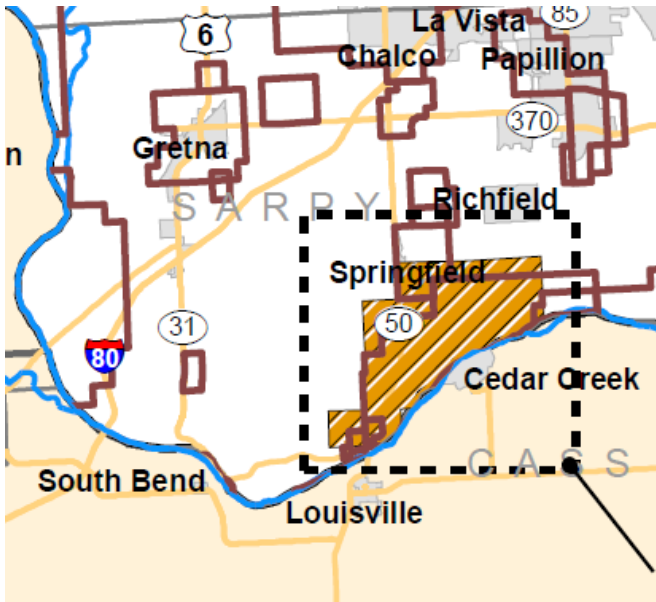 La Vista
85
6
Chalco
Papillion
370
n
Gretna
SARPY
Richfield
Springfield
31
50
80
Cedar Creek
CASS
South Bend
Louisville